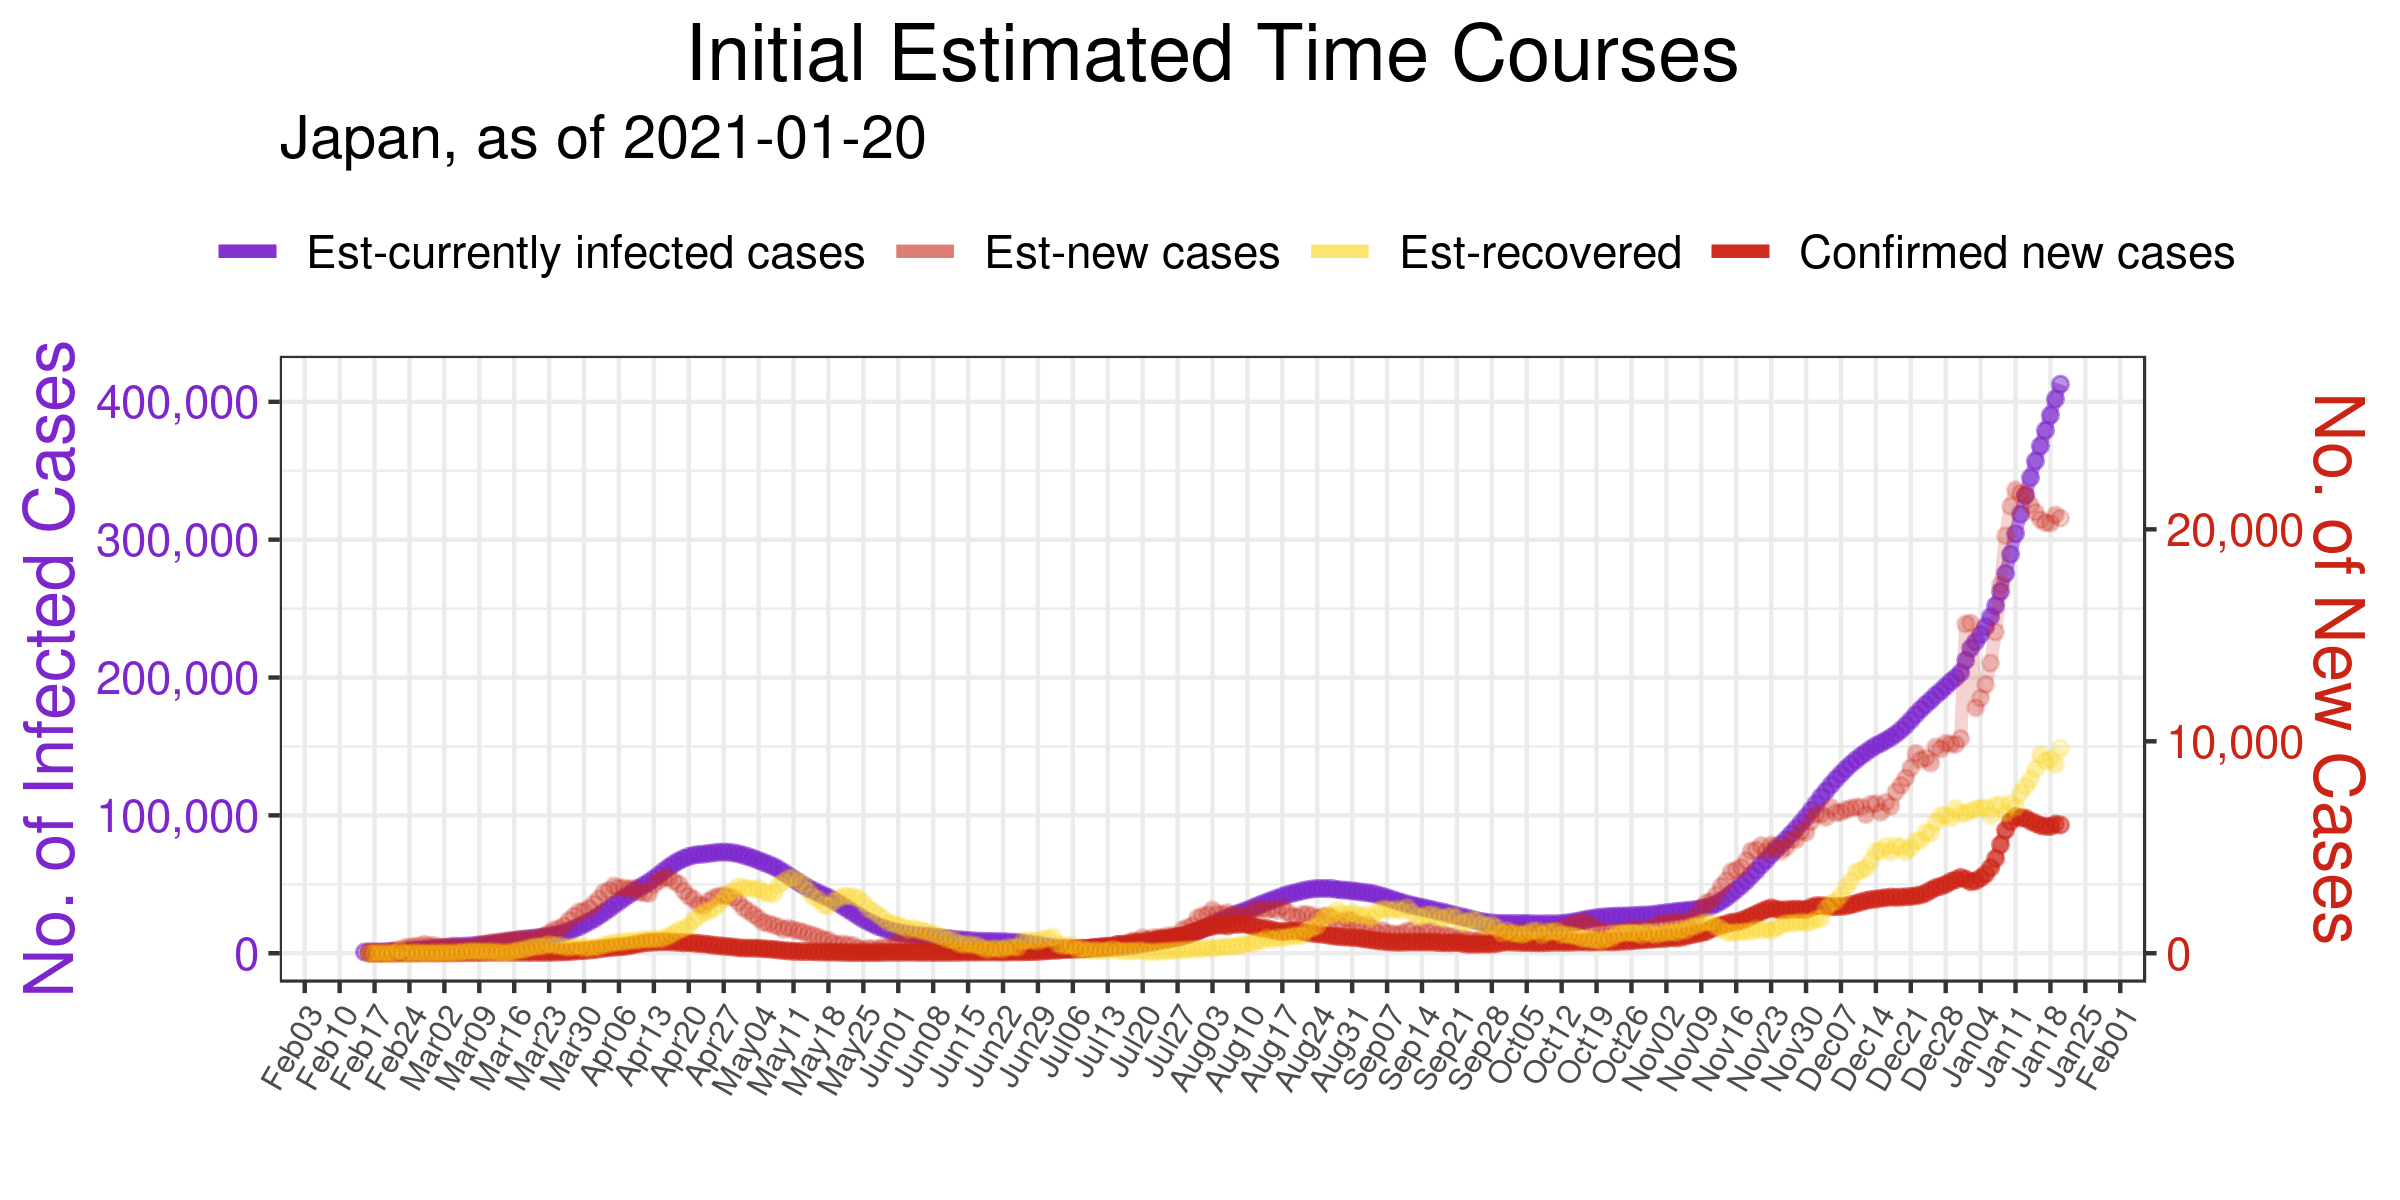 Initial Estimated Time Courses
Japan, as of 2021-01-20
Est-currently infected cases Est-new cases Est-recovered Confirmed new cases
No. of Infected Cases
400,000
300,000
200,000
100,000
0
20,000
10,000
0
No. of New Cases
Feb03 Feb10 Feb17 Feb24 Mar02 Mar09 Mar16 Mar23 Mar30 Apr06 Apr13 Apr20 Apr27 May04 May11 May18 May25 Jun01 Jun08 Jun15 Jun22 Jun29 Jul06 Jul13 Jul20 Jul27 Aug03 Aug10 Aug17 Aug24 Aug31 Sep07 Sep14 Sep21 Sep28 Oct05 Oct12 Oct19 Oct26 Nov02 Nov09 Nov16 Nov23 Nov30 Dec07 Dec14 Dec21 Dec28 Jan04 Jan11 Jan18 Jan25 Feb01